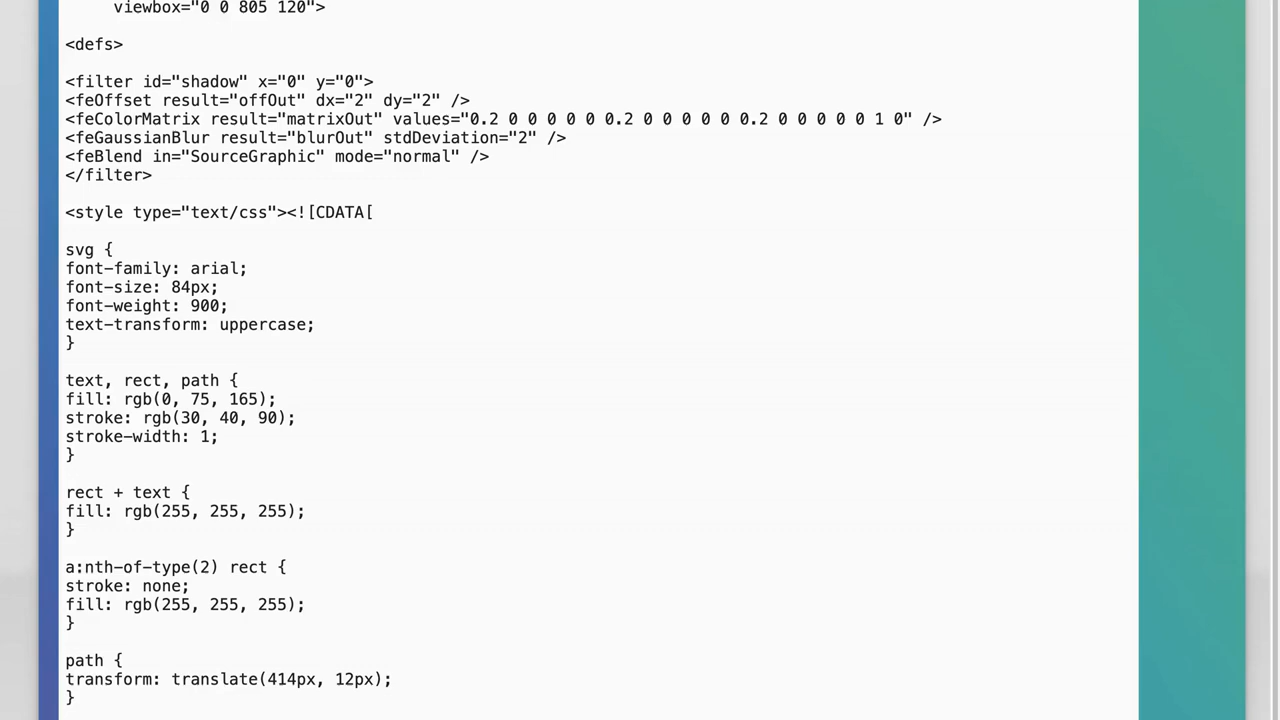 viewbox="0 0 805 120">
<defs>
<filter id="shadow" x="0" y="0">
<feOffset result="offOut" dx="2" dy="2" />
<feColorMatrix result="matrixOut" values="0.2 0 0 0 0 0 0.2 0 0 0 0 0 0.2 0 0 0 0 0 1 0" />
<feGaussianBlur result="blurOut" stdDeviation="2" />
<feBlend in="SourceGraphic" mode="normal" />
</filter>
<style type="text/css"><![CDATA[
svg {
font-family: arial;
font-size: 84px;
font-weight: 900;
text-transform: uppercase;
}
text, rect, path {
fill: rgb(0, 75, 165);
stroke: rgb(30, 40, 90);
stroke-width: 1;
}
rect + text {
fill: rgb(255, 255, 255);
}
a:nth-of-type(2) rect {
stroke: none;
fill: rgb(255, 255, 255);
}
path {
transform: translate(414px, 12px);
}